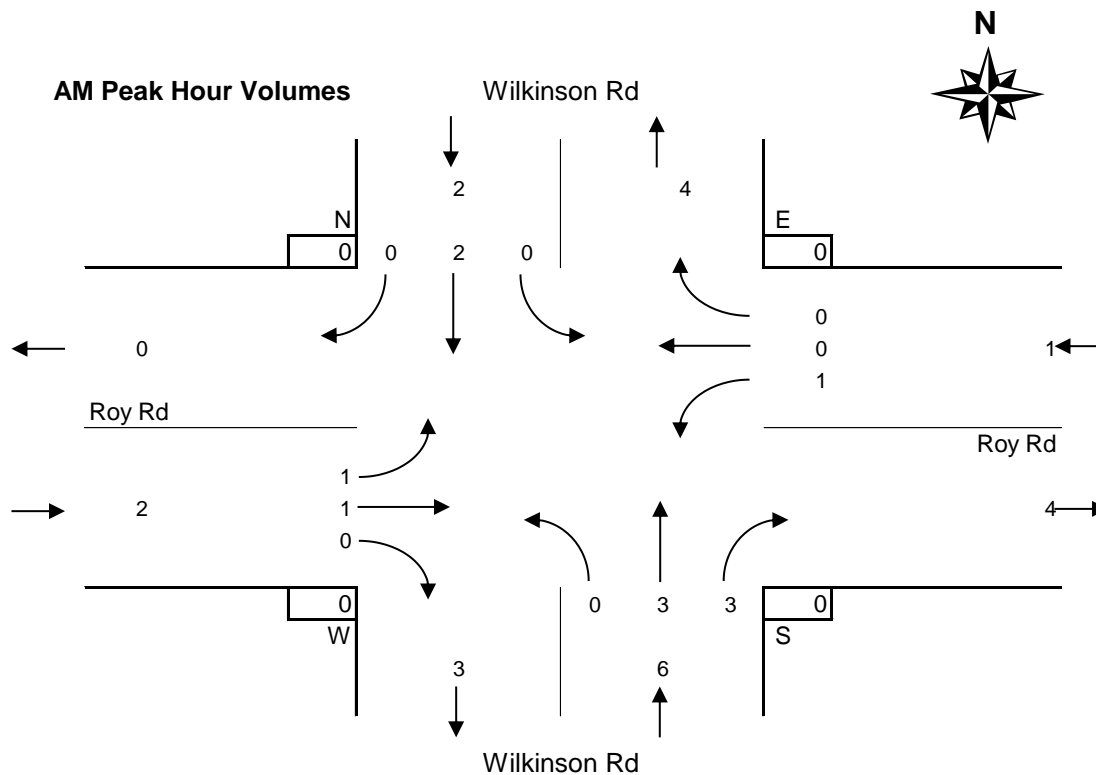 N
AM Peak Hour Volumes Wilkinson Rd
2 4
N E
0 0 2 0 0
0
0 0 1
1
Roy Rd
Roy Rd
1
2 1 4
0
0 0 3 3 0
W S
3 6
Wilkinson Rd